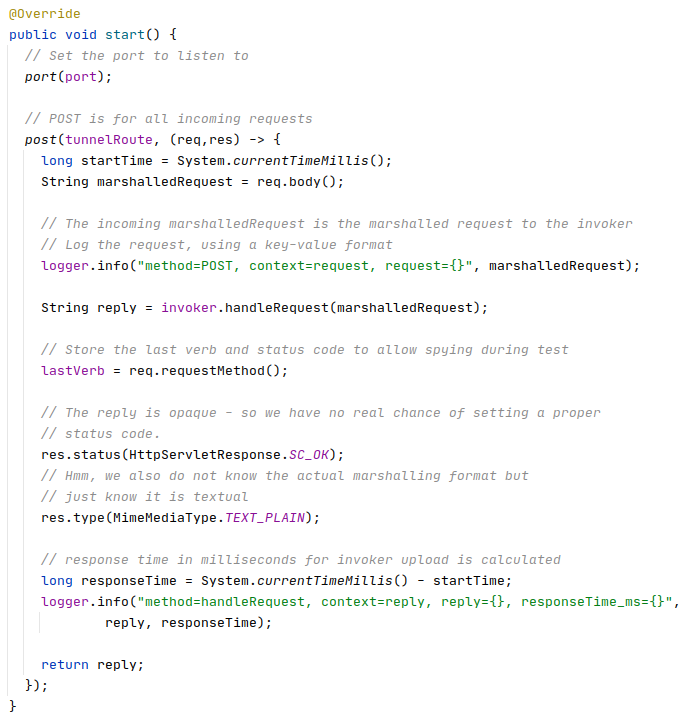 @Override
public void start() {
  // Set the port to listen to
  port(port);

  // POST is for all incoming requests
  post(tunnelRoute, (req,res) -> {
    long startTime = System.currentTimeMillis();
    String marshalledRequest = req.body();

    // The incoming marshalledRequest is the marshalled request to the invoker
    // Log the request, using a key-value format
    logger.info("method=POST, context=request, request={}", marshalledRequest);

    String reply = invoker.handleRequest(marshalledRequest);

    // Store the last verb and status code to allow spying during test
    lastVerb = req.requestMethod();

    // The reply is opaque - so we have no real chance of setting a proper
    // status code.
    res.status(HttpServletResponse.SC_OK);
    // Hmm, we also do not know the actual marshalling format but
    // just know it is textual
    res.type(MimeMediaType.TEXT_PLAIN);

    // response time in milliseconds for invoker upload is calculated
    long responseTime = System.currentTimeMillis() - startTime;
    logger.info("method=handleRequest, context=reply, reply={}, responseTime_ms={}",
            reply, responseTime);

    return reply;
  });
}